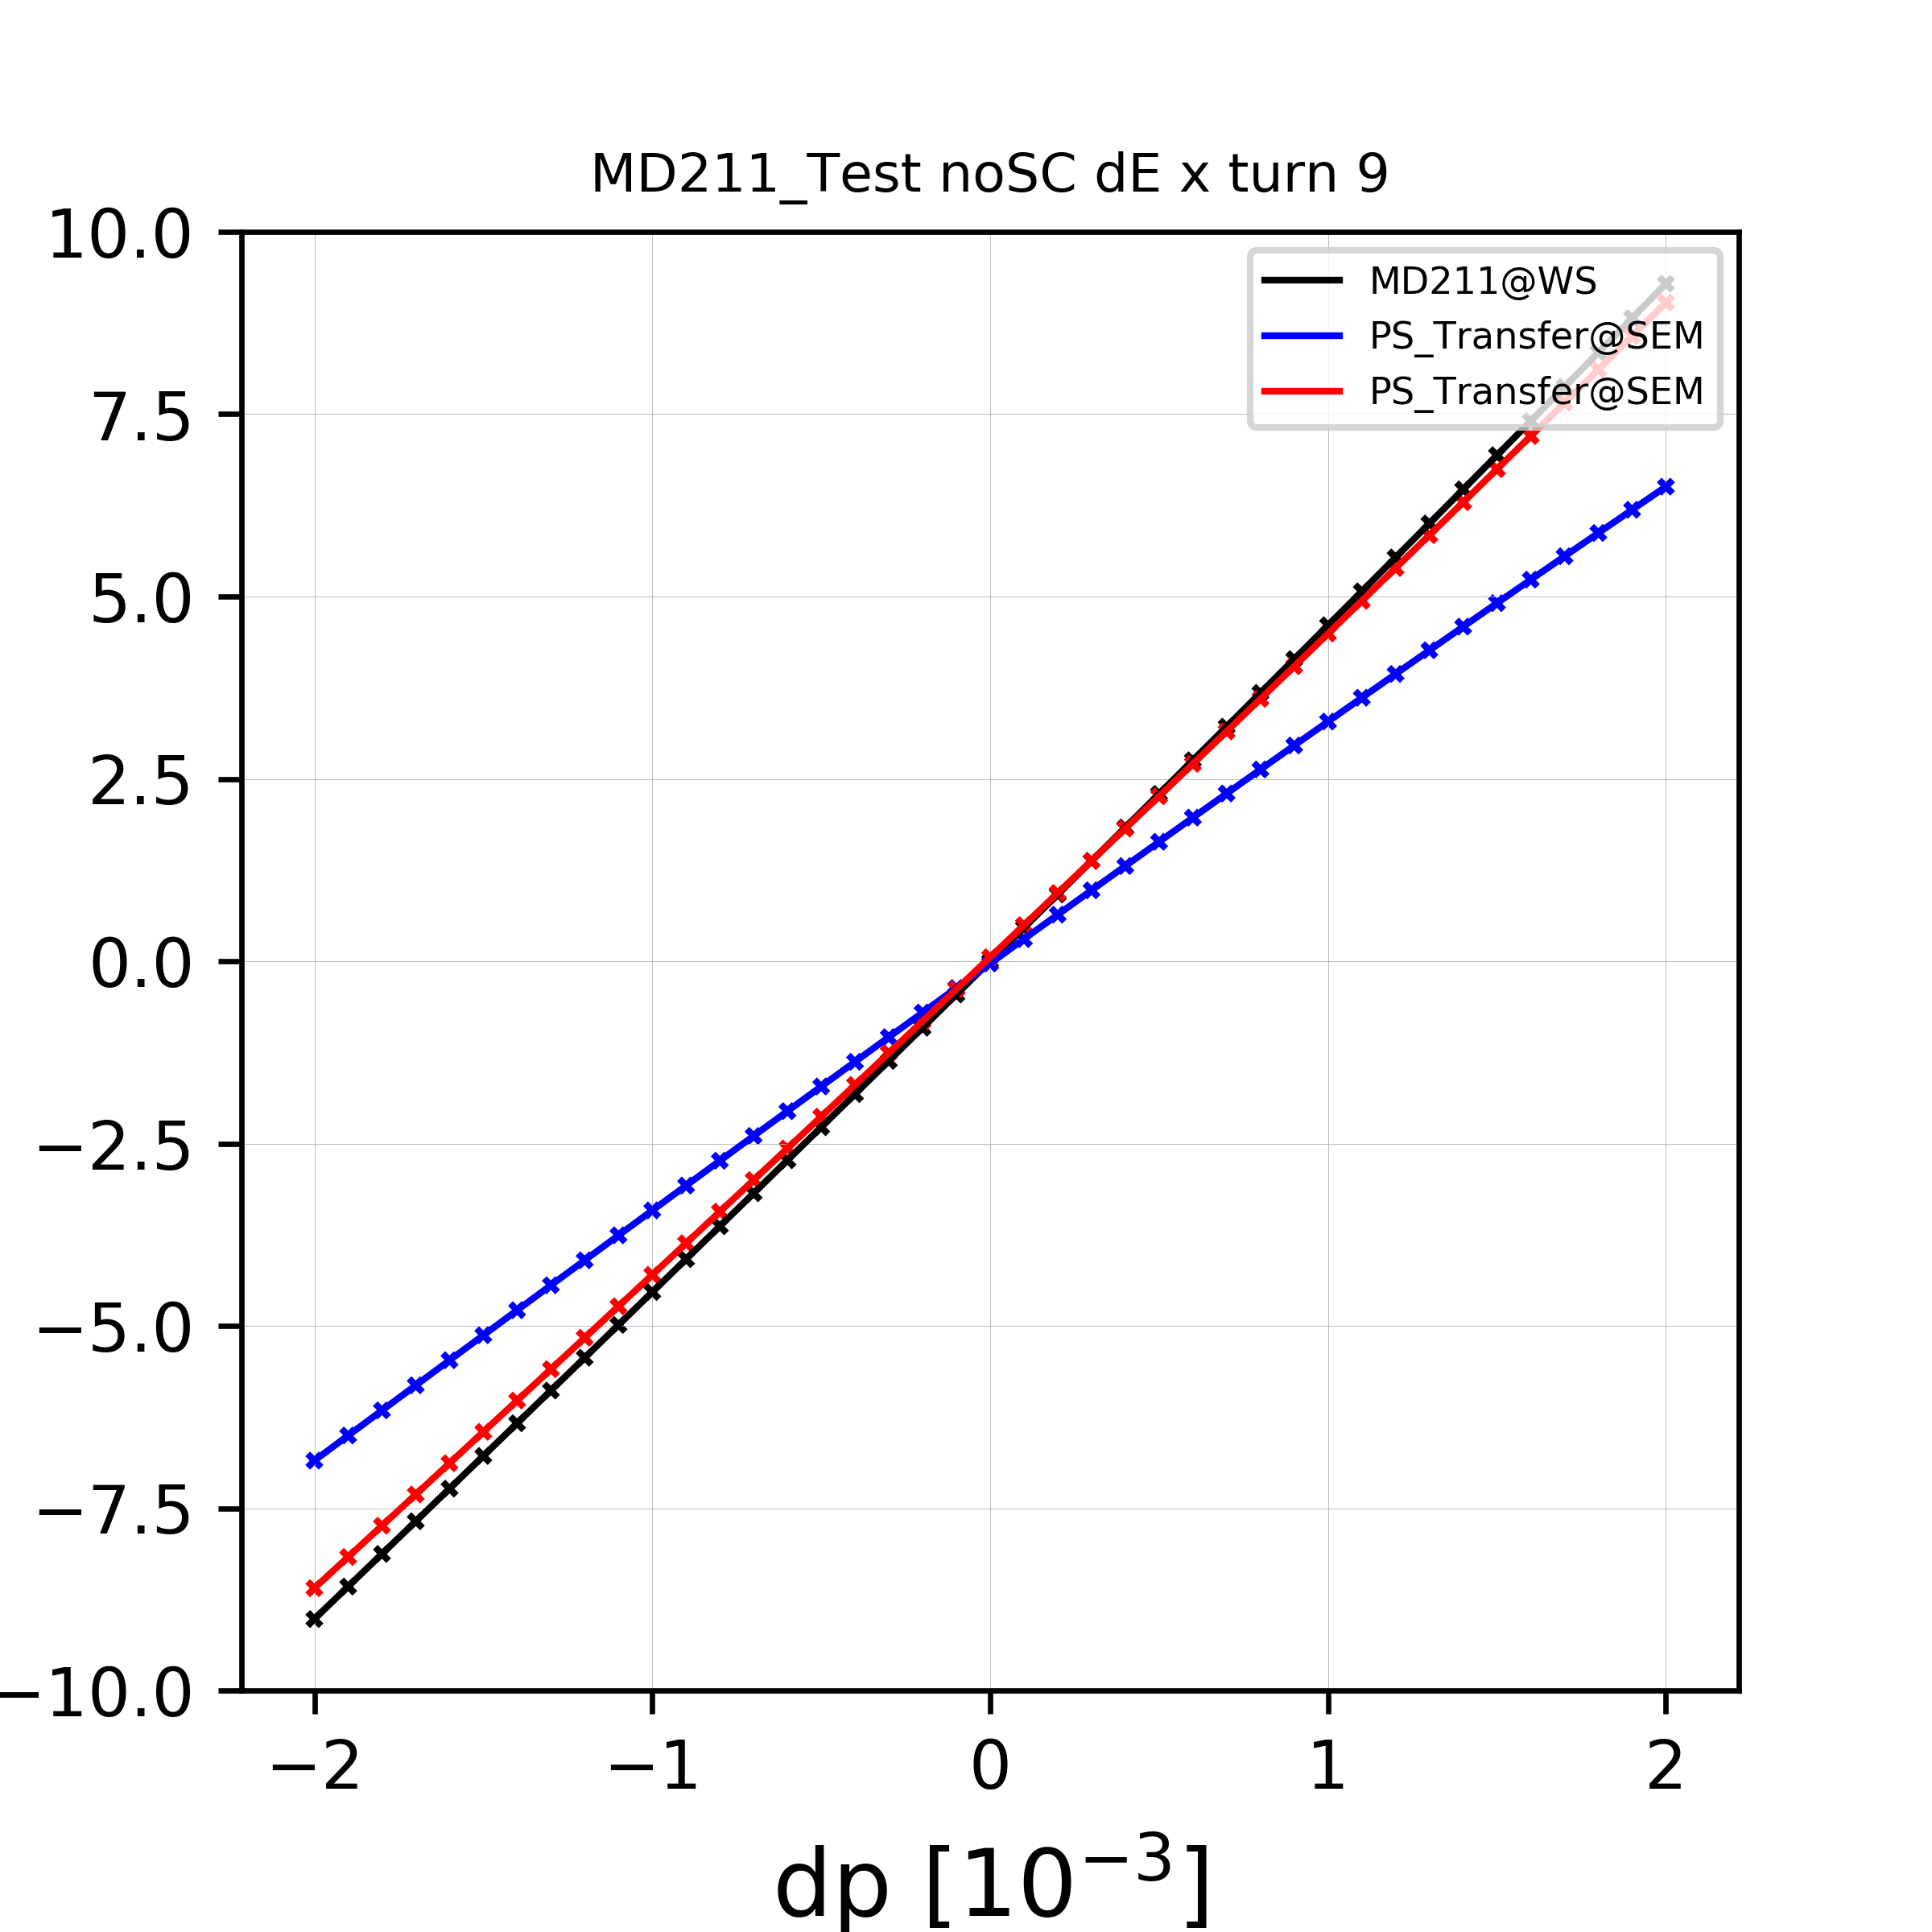 MD211_Test noSC dE x turn 9
10.0
7.5
5.0
2.5
0.0
−2.5
−5.0
−7.5
−10.0
MD211@WS
PS_Transfer@SEM
PS_Transfer@SEM
−2 −1 0 1 2
dp [10⁻³]